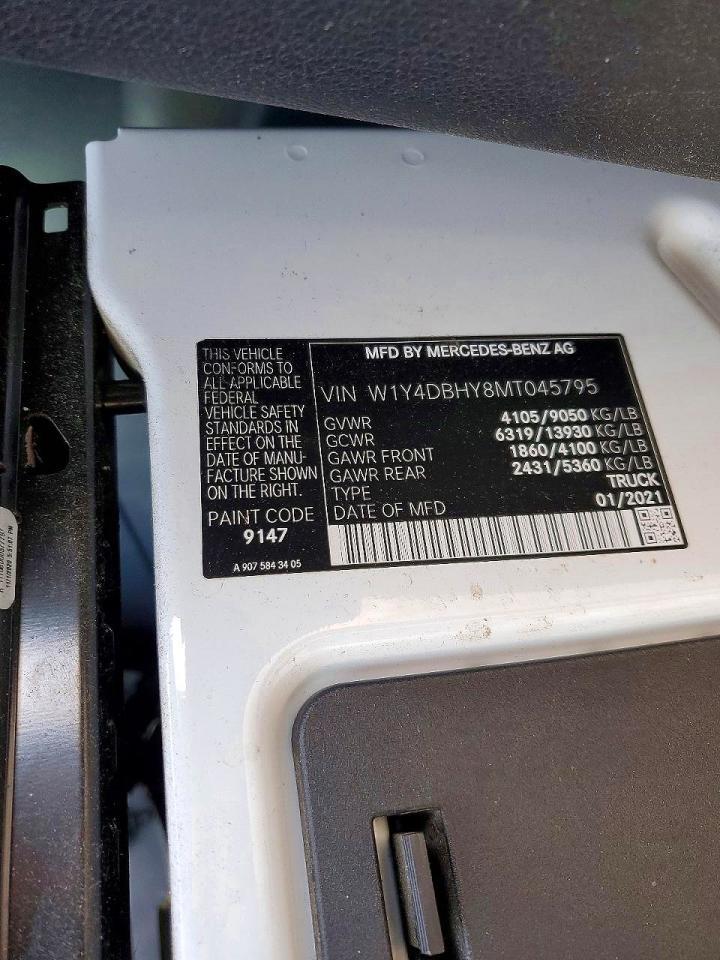 MFD BY MERCEDES-BENZ AG
THIS VEHICLE
CONFORMS TO
ALL APPLICABLE
FEDERAL
VEHICLE SAFETY
STANDARDS IN
EFFECT ON THE
DATE OF MANU-
FACTURE SHOWN
ON THE RIGHT.
PAINT CODE
9147
A 907 584 34 05
VIN W1Y4DBHY8MT045795
GVWR 4105/9050 KG/LB
GCWR 6319/13930 KG/LB
GAWR FRONT 1860/4100 KG/LB
GAWR REAR 2431/5360 KG/LB
TYPE TRUCK
DATE OF MFD 01/2021